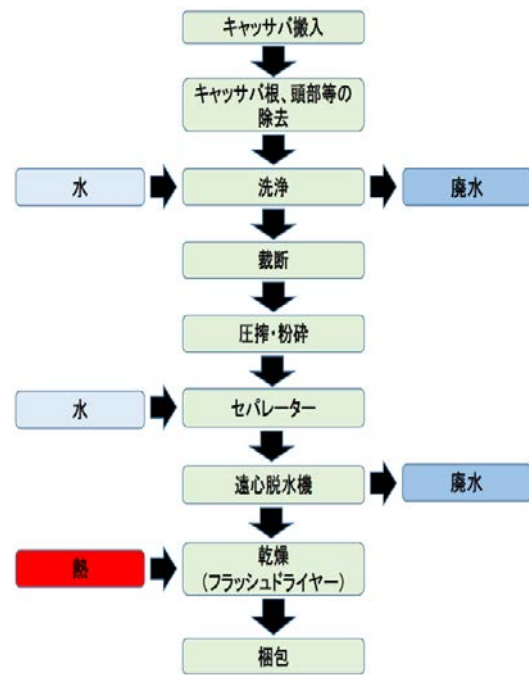 キャッサバ搬入
キャッサバ根、頭部等の
除去
水
洗浄
廃水
裁断
圧搾・粉砕
水
セパレーター
遠心脱水機
廃水
熱
乾燥
(フラッシュドライヤー)
梱包